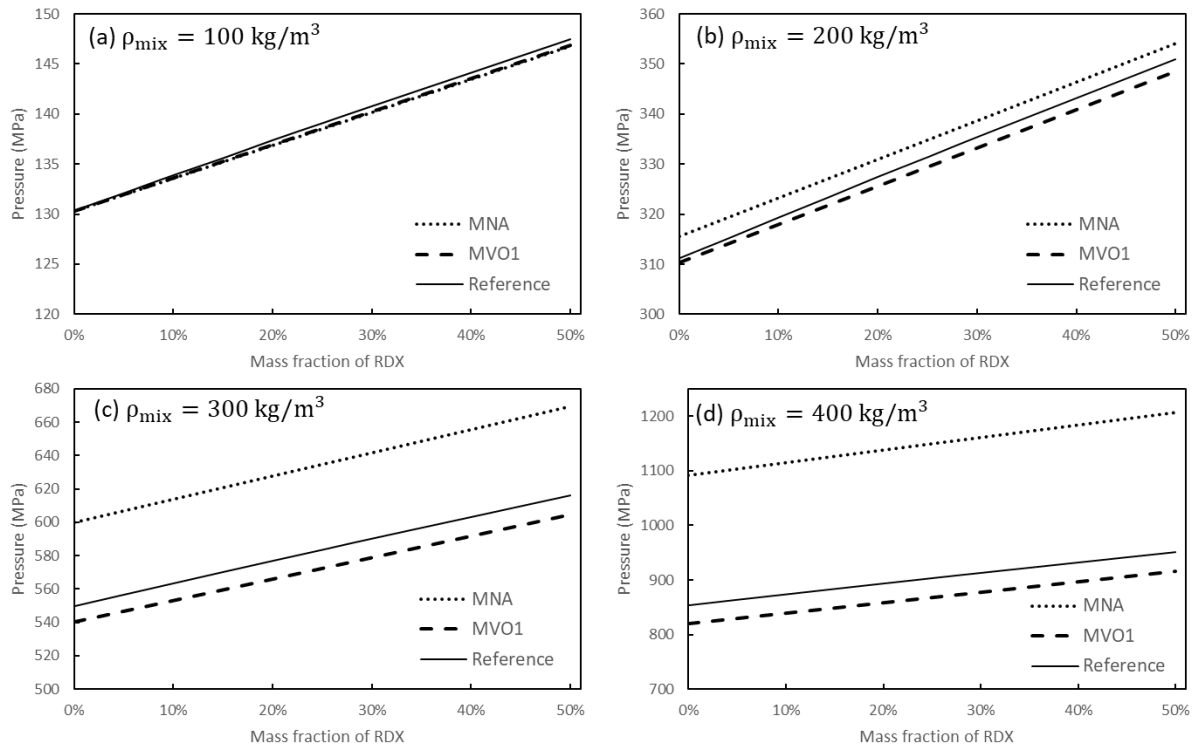 (a) ρmix = 100 kg/m³
Pressure (MPa)
150
145
140
135
130
125
120
MNA
MVO1
Reference
0% 10% 20% 30% 40% 50%
Mass fraction of RDX
(b) ρmix = 200 kg/m³
Pressure (MPa)
360
350
340
330
320
310
300
MNA
MVO1
Reference
0% 10% 20% 30% 40% 50%
Mass fraction of RDX
(c) ρmix = 300 kg/m³
Pressure (MPa)
680
660
640
620
600
580
560
540
520
500
MNA
MVO1
Reference
0% 10% 20% 30% 40% 50%
Mass fraction of RDX
(d) ρmix = 400 kg/m³
Pressure (MPa)
1200
1100
1000
900
800
700
MNA
MVO1
Reference
0% 10% 20% 30% 40% 50%
Mass fraction of RDX